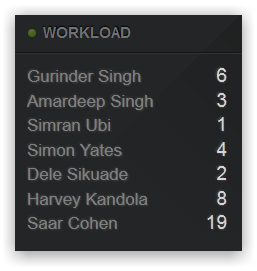 WORKLOAD
Gurinder Singh 6
Amardeep Singh 3
Simran Ubi 1
Simon Yates 4
Dele Sikuade 2
Harvey Kandola 8
Saar Cohen 19